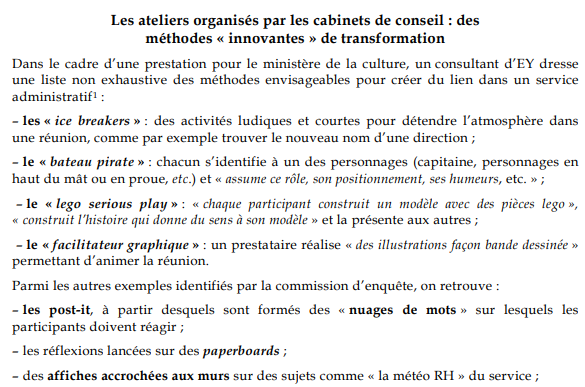 Les ateliers organisés par les cabinets de conseil : des
méthodes « innovantes » de transformation
Dans le cadre d’une prestation pour le ministère de la culture, un consultant d’EY dresse
une liste non exhaustive des méthodes envisageables pour créer du lien dans un service
administratif¹ :
– les « ice breakers » : des activités ludiques et courtes pour détendre l’atmosphère dans
une réunion, comme par exemple trouver le nouveau nom d’une direction ;
– le « bateau pirate » : chacun s’identifie à un des personnages (capitaine, personnages en
haut du mât ou en proue, etc.) et « assume ce rôle, son positionnement, ses humeurs, etc. » ;
– le « lego serious play » : « chaque participant construit un modèle avec des pièces lego »,
« construit l’histoire qui donne du sens à son modèle » et la présente aux autres ;
– le « facilitateur graphique » : un prestataire réalise « des illustrations façon bande dessinée »
permettant d’animer la réunion.
Parmi les autres exemples identifiés par la commission d’enquête, on retrouve :
– les post-it, à partir desquels sont formés des « nuages de mots » sur lesquels les
participants doivent réagir ;
– les réflexions lancées sur des paperboards ;
– des affiches accrochées aux murs sur des sujets comme « la météo RH » du service ;